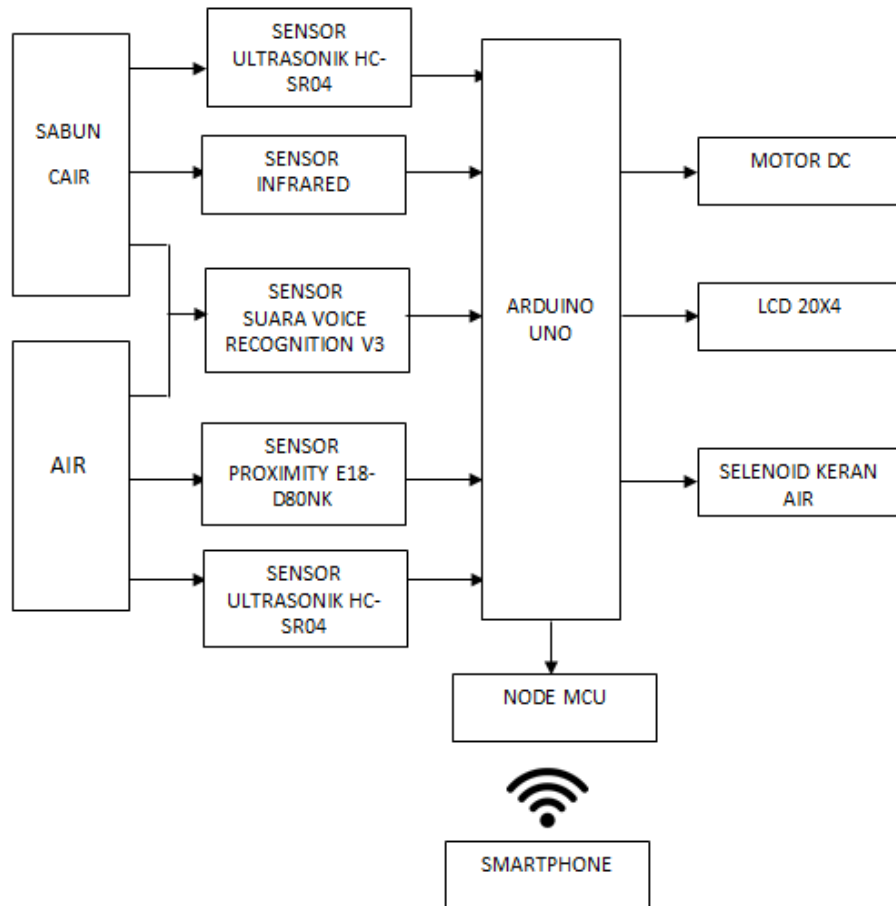 SABUN
CAIR
AIR
SENSOR
ULTRASONIK HC-
SR04
SENSOR
INFRARED
SENSOR
SUARA VOICE
RECOGNITION V3
SENSOR
PROXIMITY E18-
D80NK
SENSOR
ULTRASONIK HC-
SR04
ARDUINO
UNO
MOTOR DC
LCD 20X4
SELENOID KERAN
AIR
NODE MCU
SMARTPHONE